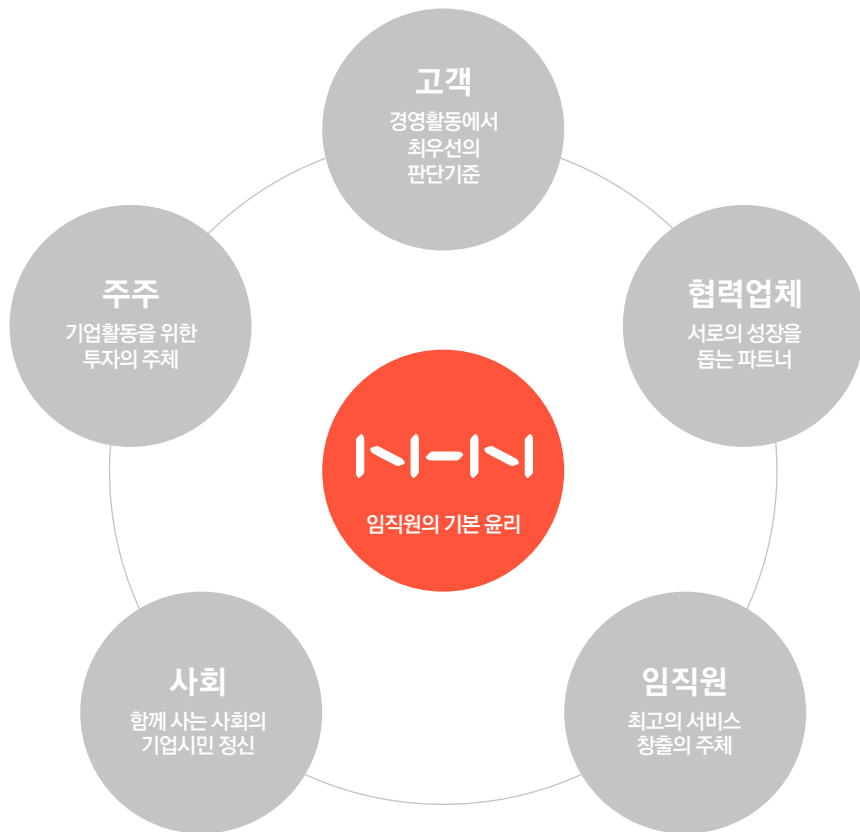 고객
경영활동에서
최우선의
판단기준
주주
기업활동을 위한
투자의 주체
협력업체
서로의 성장을
돕는 파트너
NHN
임직원의 기본 윤리
사회
함께 사는 사회의
기업시민 정신
임직원
최고의 서비스
창출의 주체